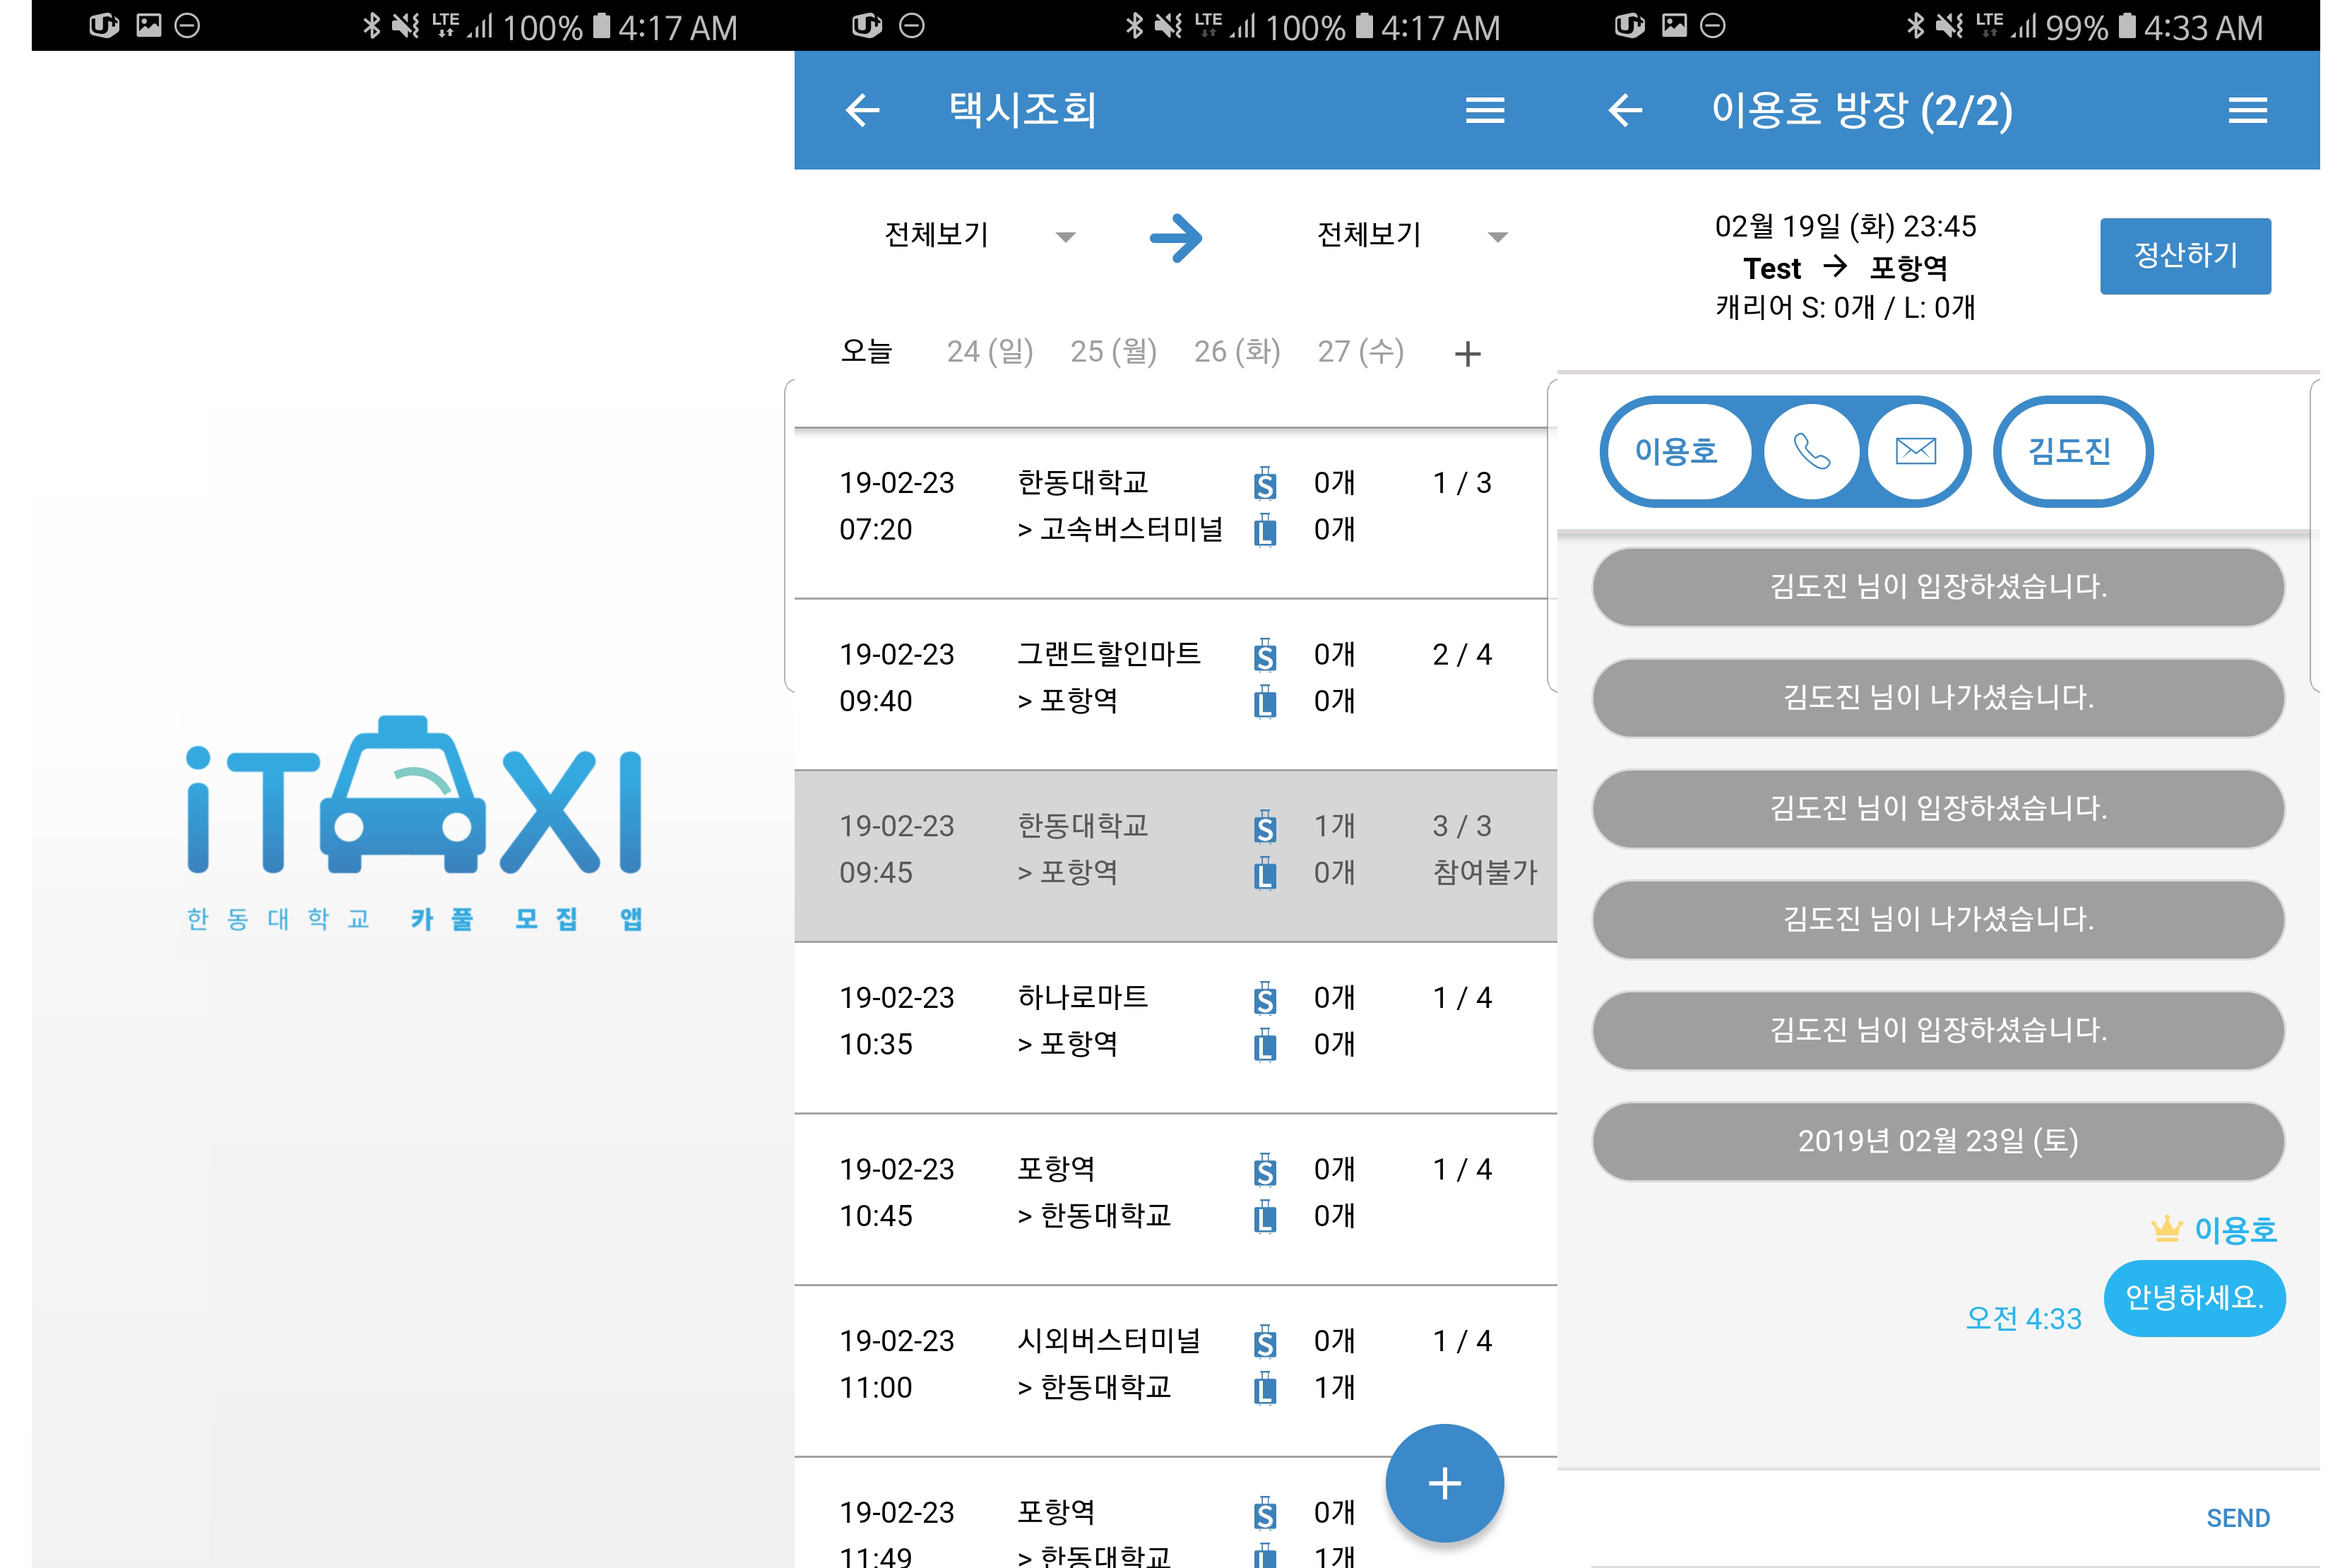 LTE 100% 4:17 AM
iTAXI
한동대학교 카풀 모집 앱
LTE 100% 4:17 AM
택시조회
전체보기 전체보기
오늘 24 (일) 25 (월) 26 (화) 27 (수) +
19-02-23 한동대학교 S 0개 1 / 3
07:20 > 고속버스터미널 L 0개
19-02-23 그랜드할인마트 S 0개 2 / 4
09:40 > 포항역 L 0개
19-02-23 한동대학교 S 1개 3 / 3
09:45 > 포항역 L 0개 참여불가
19-02-23 하나로마트 S 0개 1 / 4
10:35 > 포항역 L 0개
19-02-23 포항역 S 0개 1 / 4
10:45 > 한동대학교 L 0개
19-02-23 시외버스터미널 S 0개 1 / 4
11:00 > 한동대학교 L 1개
19-02-23 포항역 S 0개
11:49 > 한동대학교 L 1개
+
LTE 99% 4:33 AM
이용호 방장 (2/2)
02월 19일 (화) 23:45
Test → 포항역
캐리어 S: 0개 / L: 0개
정산하기
이용호 김도진
김도진 님이 입장하셨습니다.
김도진 님이 나가셨습니다.
김도진 님이 입장하셨습니다.
김도진 님이 나가셨습니다.
김도진 님이 입장하셨습니다.
2019년 02월 23일 (토)
이용호
안녕하세요.
오전 4:33
SEND